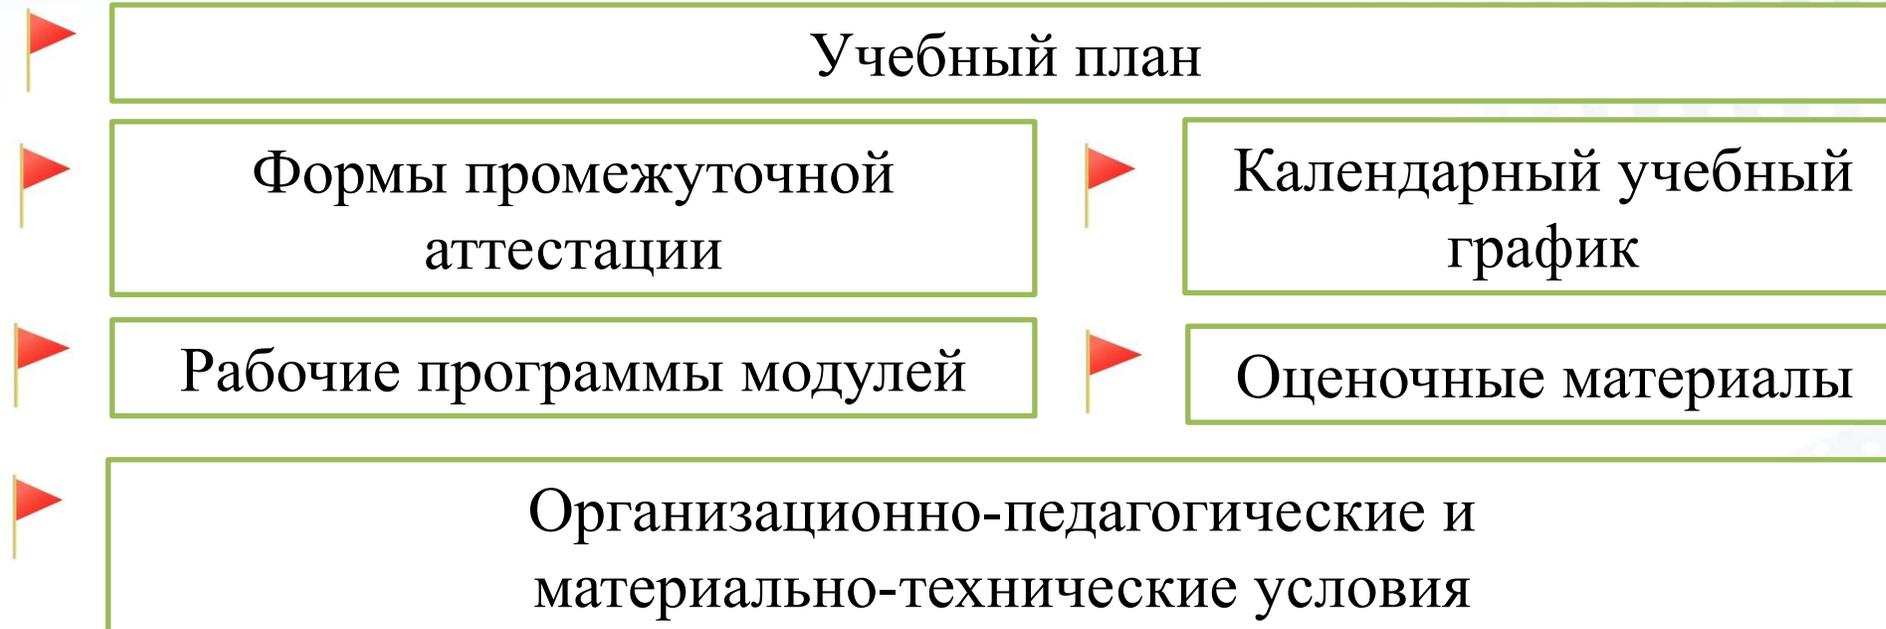 Учебный план
Формы промежуточной
аттестации
Календарный учебный
график
Рабочие программы модулей
Оценочные материалы
Организационно-педагогические и
материально-технические условия